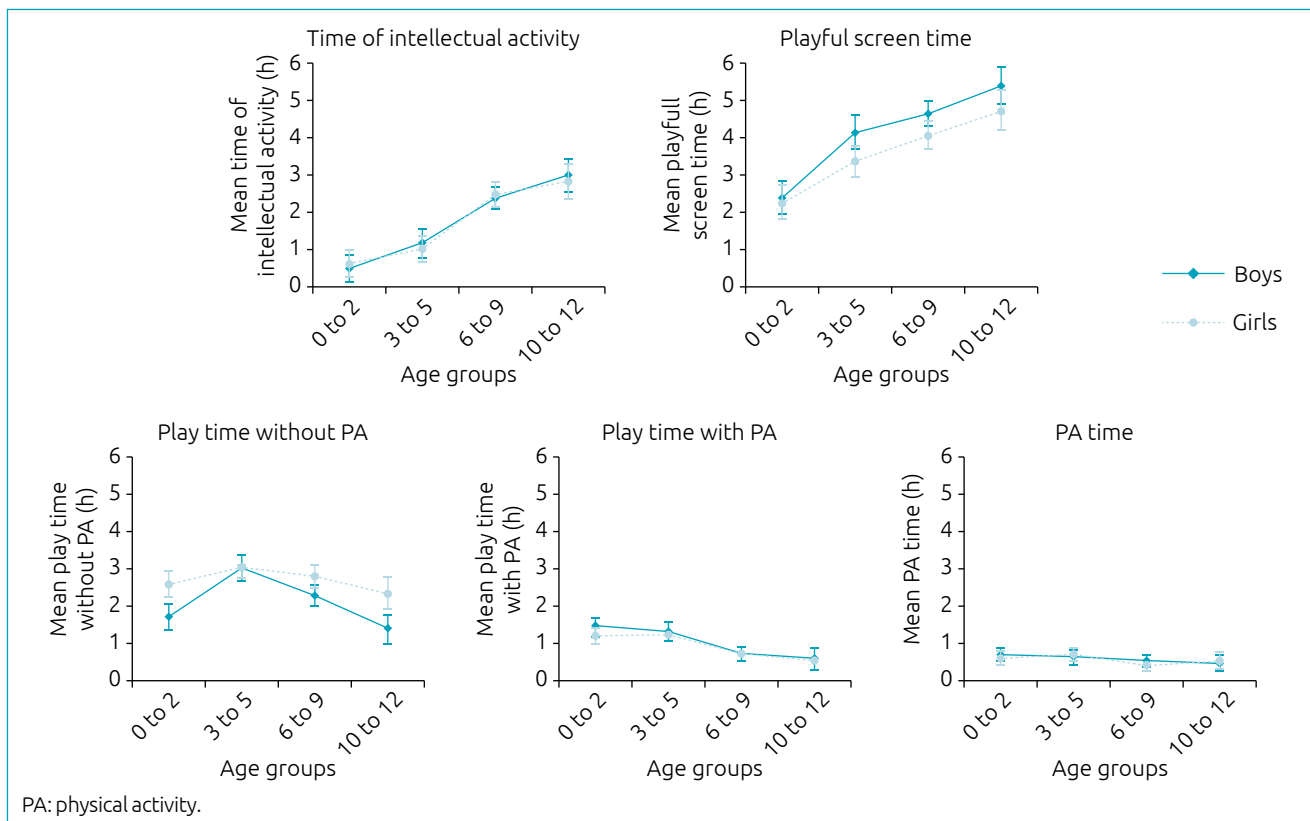 Time of intellectual activity
Mean time of
intellectual activity (h)
6
5
4
3
2
1
0
0 to 2
3 to 5
6 to 9
10 to 12
Age groups
Playful screen time
Mean playfull
screen time (h)
6
5
4
3
2
1
0
0 to 2
3 to 5
6 to 9
10 to 12
Age groups
Boys
Girls
Play time without PA
Mean play time
without PA (h)
6
5
4
3
2
1
0
0 to 2
3 to 5
6 to 9
10 to 12
Age groups
Play time with PA
Mean play time
with PA (h)
6
5
4
3
2
1
0
0 to 2
3 to 5
6 to 9
10 to 12
Age groups
PA time
Mean PA time (h)
6
5
4
3
2
1
0
0 to 2
3 to 5
6 to 9
10 to 12
Age groups
PA: physical activity.